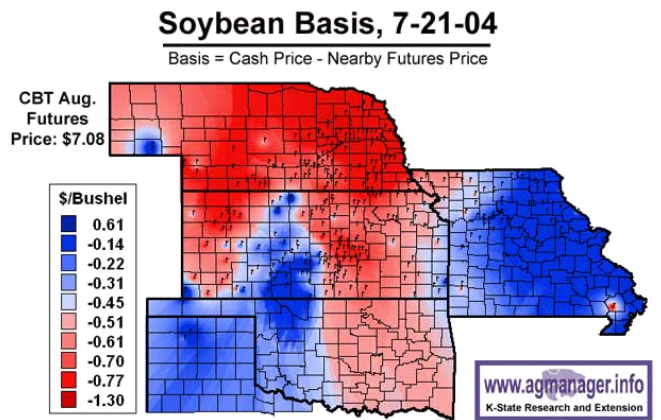 Soybean Basis, 7-21-04
Basis = Cash Price - Nearby Futures Price
CBT Aug.
Futures
Price: $7.08
$/Bushel
0.61
-0.14
-0.22
-0.31
-0.45
-0.51
-0.61
-0.70
-0.77
-1.30
www.agmanager.info
K-State Research and Extension